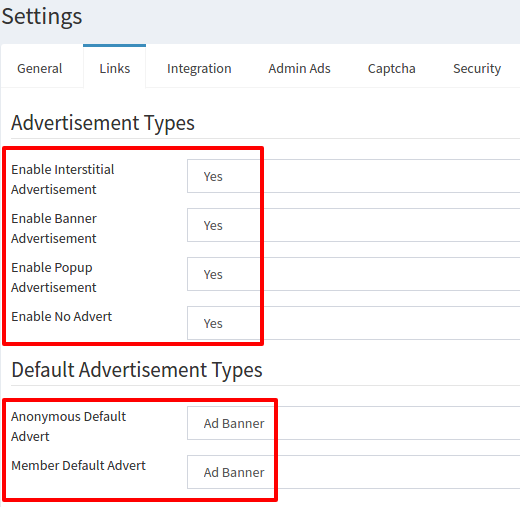 Settings
General Links Integration Admin Ads Captcha Security
Advertisement Types
Enable Interstitial
Advertisement
Yes
Enable Banner
Advertisement
Yes
Enable Popup
Advertisement
Yes
Enable No Advert
Yes
Default Advertisement Types
Anonymous Default
Advert
Ad Banner
Member Default Advert
Ad Banner